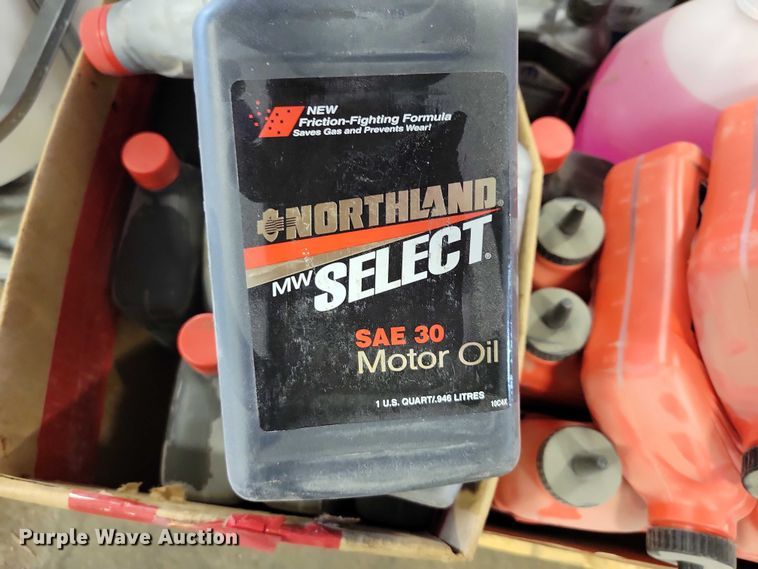 NEW
Friction-Fighting Formula
Saves Gas and Prevents Wear!
NORTHLAND®
MW SELECT®
SAE 30
Motor Oil
1 U.S. QUART/.946 LITRES
10C4K
Purple Wave Auction